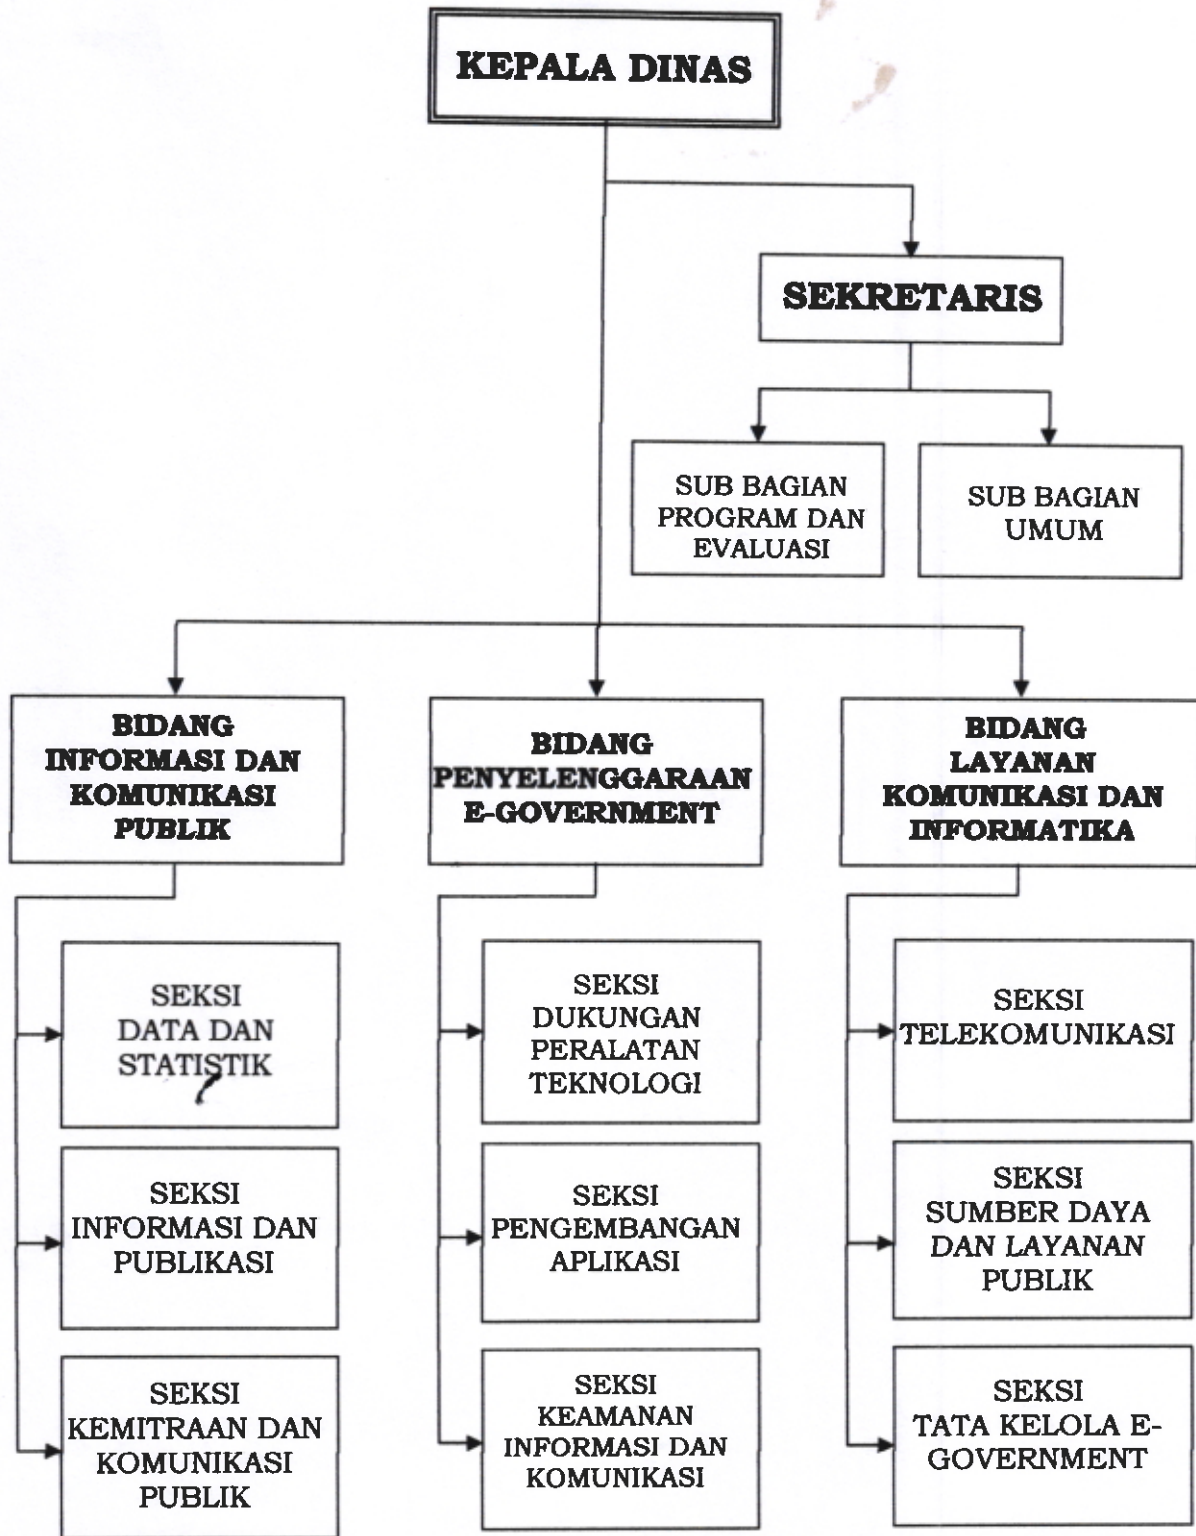 KEPALA DINAS
SEKRETARIS
SUB BAGIAN
PROGRAM DAN
EVALUASI
SUB BAGIAN
UMUM
BIDANG
INFORMASI DAN
KOMUNIKASI
PUBLIK
BIDANG
PENYELENGGARAAN
E-GOVERNMENT
BIDANG
LAYANAN
KOMUNIKASI DAN
INFORMATIKA
SEKSI
DATA DAN
STATISTIK
SEKSI
INFORMASI DAN
PUBLIKASI
SEKSI
KEMITRAAN DAN
KOMUNIKASI
PUBLIK
SEKSI
DUKUNGAN
PERALATAN
TEKNOLOGI
SEKSI
PENGEMBANGAN
APLIKASI
SEKSI
KEAMANAN
INFORMASI DAN
KOMUNIKASI
SEKSI
TELEKOMUNIKASI
SEKSI
SUMBER DAYA
DAN LAYANAN
PUBLIK
SEKSI
TATA KELOLA E-
GOVERNMENT